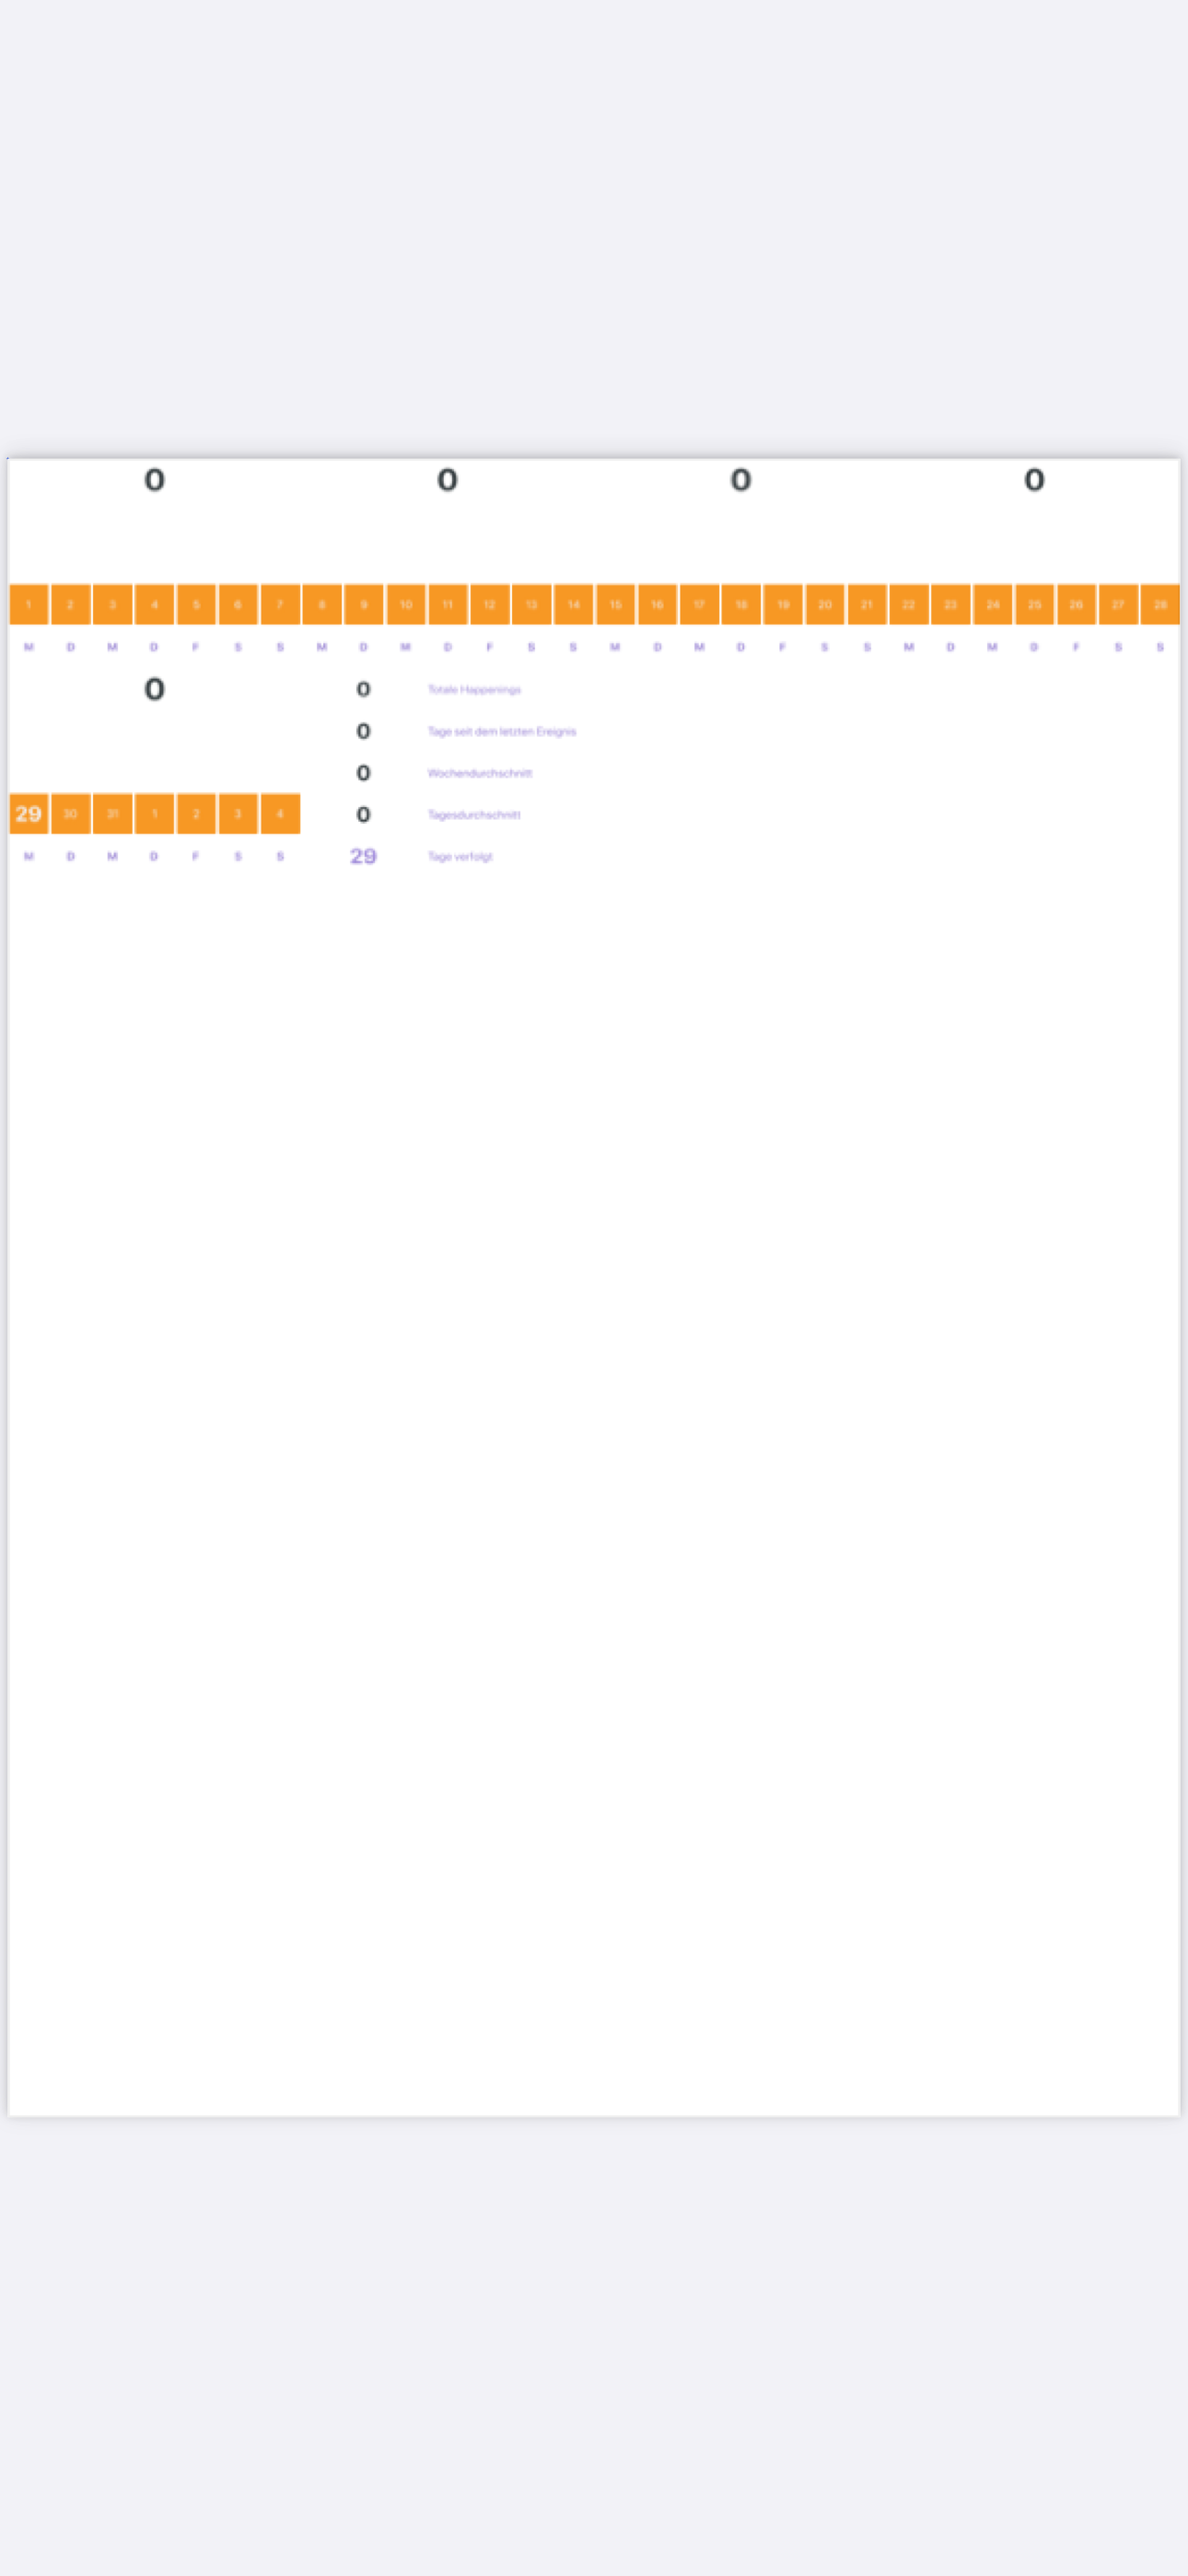 0 0 0 0
1 2 3 4 5 6 7 8 9 10 11 12 13 14 15 16 17 18 19 20 21 22 23 24 25 26 27 28
M D M D F S S M D M D F S S M D M D F S S M D M D F S S
0 0 Totale Happenings
0 Tage seit dem letzten Ereignis
0 Wochendurchschnitt
29 30 31 1 2 3 4 0 Tagesdurchschnitt
M D M D F S S 29 Tage verfolgt